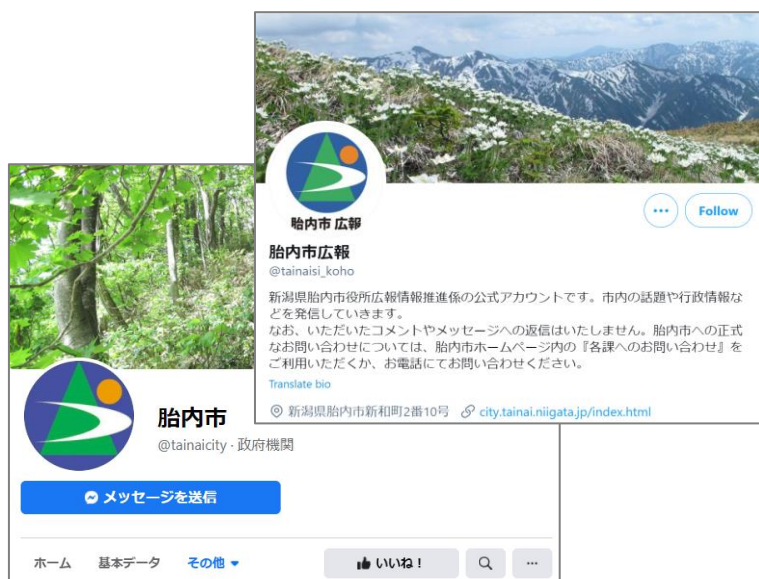 胎内市 広報
Follow
胎内市広報
@tainaisi_koho
新潟県胎内市役所広報情報推進係の公式アカウントです。市内の話題や行政情報な
どを発信していきます。
なお、いただいたコメントやメッセージへの返信はいたしません。胎内市への正式
なお問い合わせについては、胎内市ホームページ内の『各課へのお問い合わせ』を
ご利用いただくか、お電話にてお問い合わせください。
Translate bio
新潟県胎内市新和町2番10号 city.tainai.niigata.jp/index.html
胎内市
@tainaicity · 政府機関
メッセージを送信
ホーム 基本データ その他 いいね！